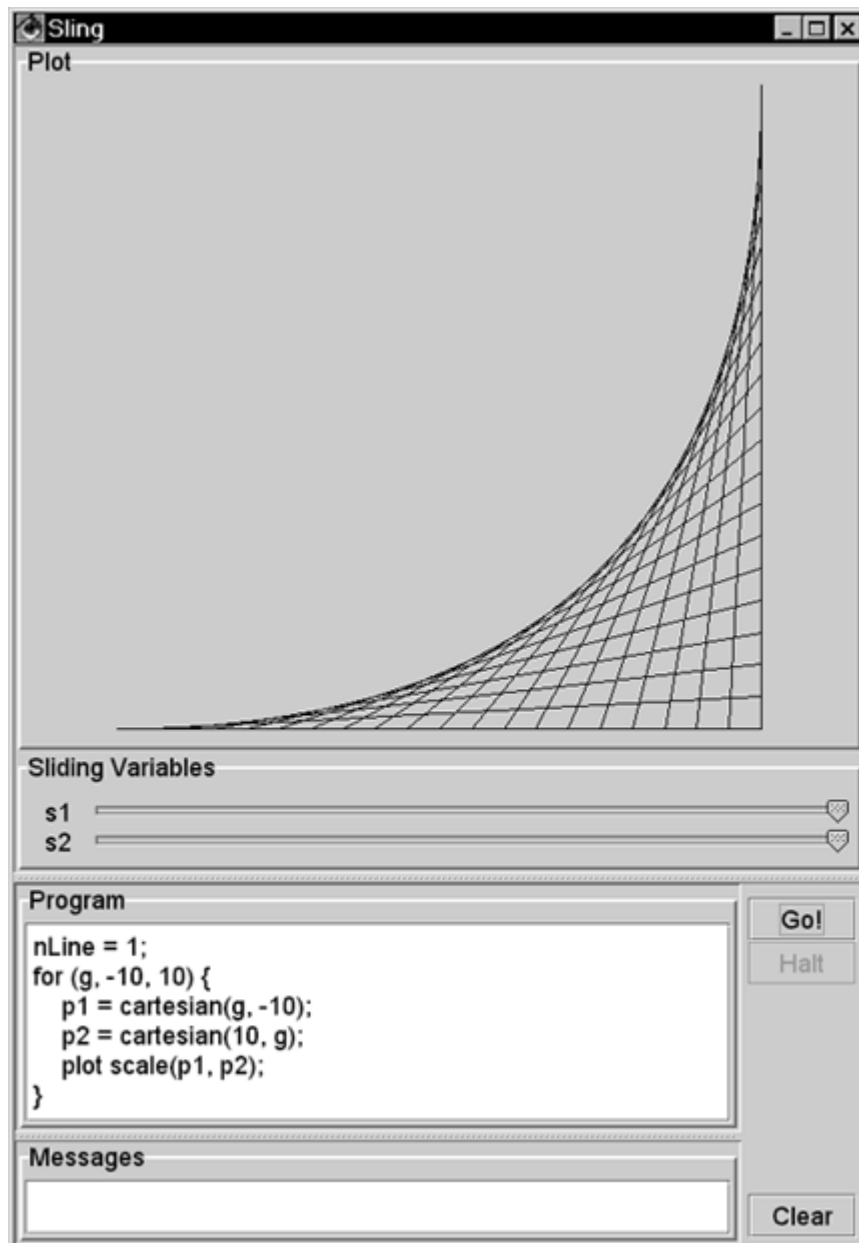 Sling
Plot
Sliding Variables
s1
s2
Program
nLine = 1;
for (g, -10, 10) {
p1 = cartesian(g, -10);
p2 = cartesian(10, g);
plot scale(p1, p2);
}
Go!
Halt
Messages
Clear